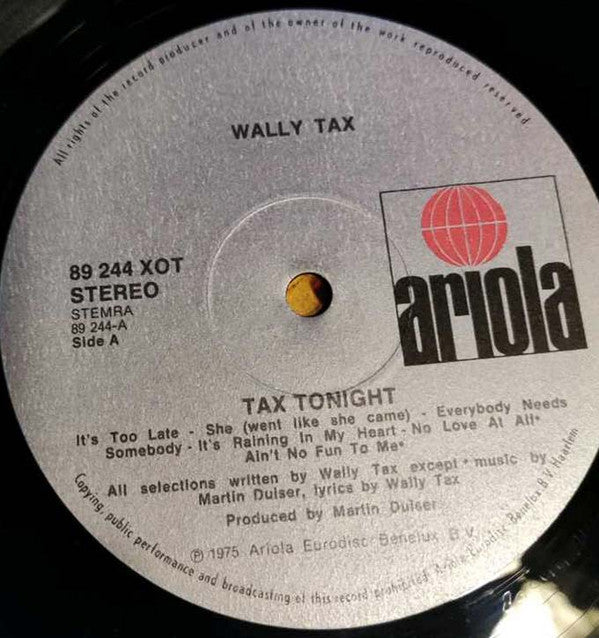 All rights of the record producer and of the owner of the work reproduced reserved
WALLY TAX
ariola
89 244 XOT
STEREO
STEMRA
89 244-A
Side A
TAX TONIGHT
It's Too Late - She (went like she came) - Everybody Needs
Somebody - It's Raining In My Heart - No Love At All*
Ain't No Fun To Me*
All selections written by Wally Tax except * music by
Martin Duiser, lyrics by Wally Tax
Produced by Martin Duiser
℗ 1975 Ariola Eurodisc Benelux B.V.
Copying, public performance and broadcasting of this record prohibited Ariola Eurodisc Benelux B.V. Haarlem